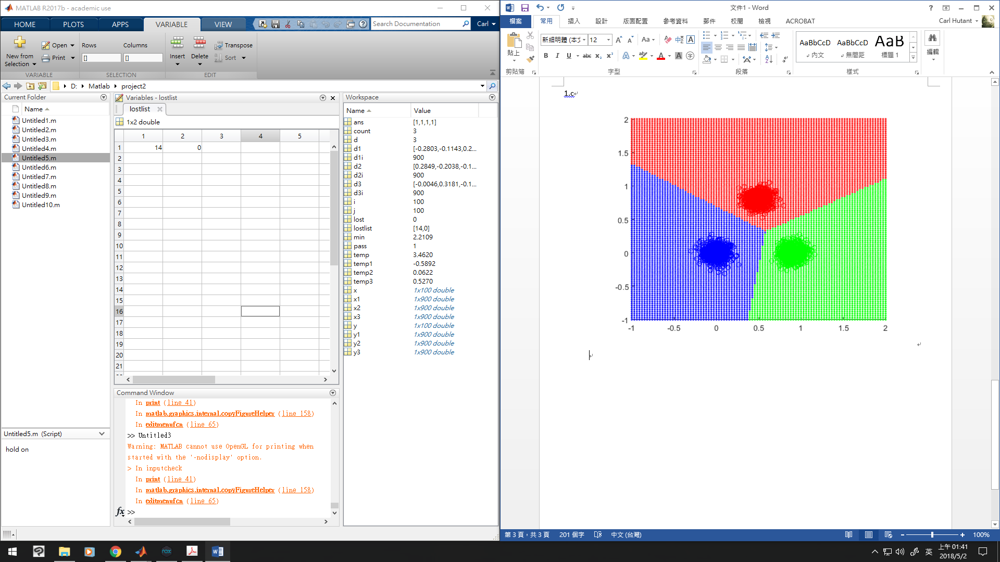 MATLAB R2017b - academic use
HOME PLOTS APPS VARIABLE VIEW
Search Documentation
Carl
New from
Selection
Open
Print
Rows Columns
[] []
Insert
Delete
Transpose
Sort
VARIABLE SELECTION EDIT
D: Matlab project2
Current Folder
Name
Untitled1.m
Untitled2.m
Untitled3.m
Untitled4.m
Untitled5.m
Untitled6.m
Untitled7.m
Untitled8.m
Untitled9.m
Untitled10.m
Untitled5.m (Script)
hold on
Variables - lostlist
lostlist
1x2 double
1 2 3 4 5
1 14 0
2
3
4
5
6
7
8
9
10
11
12
13
14
15
16
17
18
19
20
21
Command Window
In print (line 41)
In matlab.graphics.internal.copyFigureHelper (line 158)
In editmenufcn (line 65)
>> Untitled3
Warning: MATLAB cannot use OpenGL for printing when
started with the '-nodisplay' option.
> In inputcheck
In print (line 41)
In matlab.graphics.internal.copyFigureHelper (line 158)
In editmenufcn (line 65)
fx >>
Workspace
Name Value
ans [1,1,1,1]
count 3
d 3
d1 [-0.2803,-0.1143,0.2...
d1i 900
d2 [0.2849,-0.2038,-0.1...
d2i 900
d3 [-0.0046,0.3181,-0.1...
d3i 900
i 100
j 100
lost 0
lostlist [14,0]
min 2.2109
pass 1
temp 3.4620
temp1 -0.5892
temp2 0.0622
temp3 0.5270
x 1x100 double
x1 1x900 double
x2 1x900 double
x3 1x900 double
y 1x100 double
y1 1x900 double
y2 1x900 double
y3 1x900 double
文件1 - Word
檔案 常用 插入 設計 版面配置 參考資料 郵件 校閱 檢視 ACROBAT
Carl Hutant
貼上
剪貼簿
新細明體 (本文 12
B I U abc x₂ x²
字型
段落
AaBbCcD AaBbCcD AaB
內文 無間距 標題 1
樣式
編輯
1.c
2
1.5
1
0.5
0
-0.5
-1
-1 -0.5 0 0.5 1 1.5 2
第 3 頁，共 3 頁 201 個字 中文 (台灣)
100%
英
上午 01:41
2018/5/2